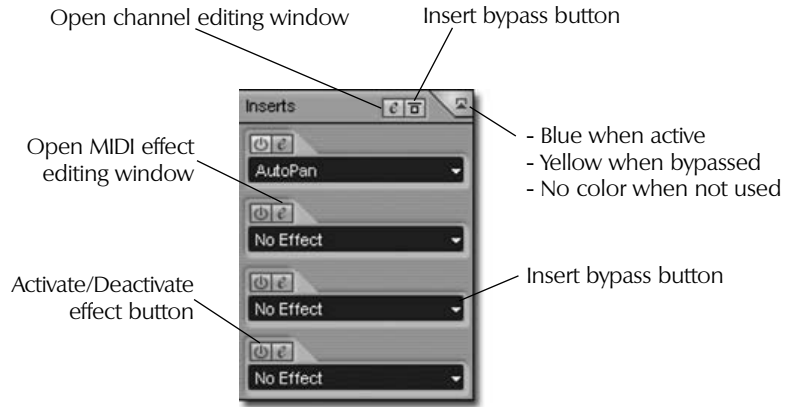 Open channel editing window
Insert bypass button
Inserts
e
- Blue when active
- Yellow when bypassed
- No color when not used
Open MIDI effect
editing window
e
AutoPan
e
No Effect
Activate/Deactivate
effect button
e
No Effect
Insert bypass button
e
No Effect